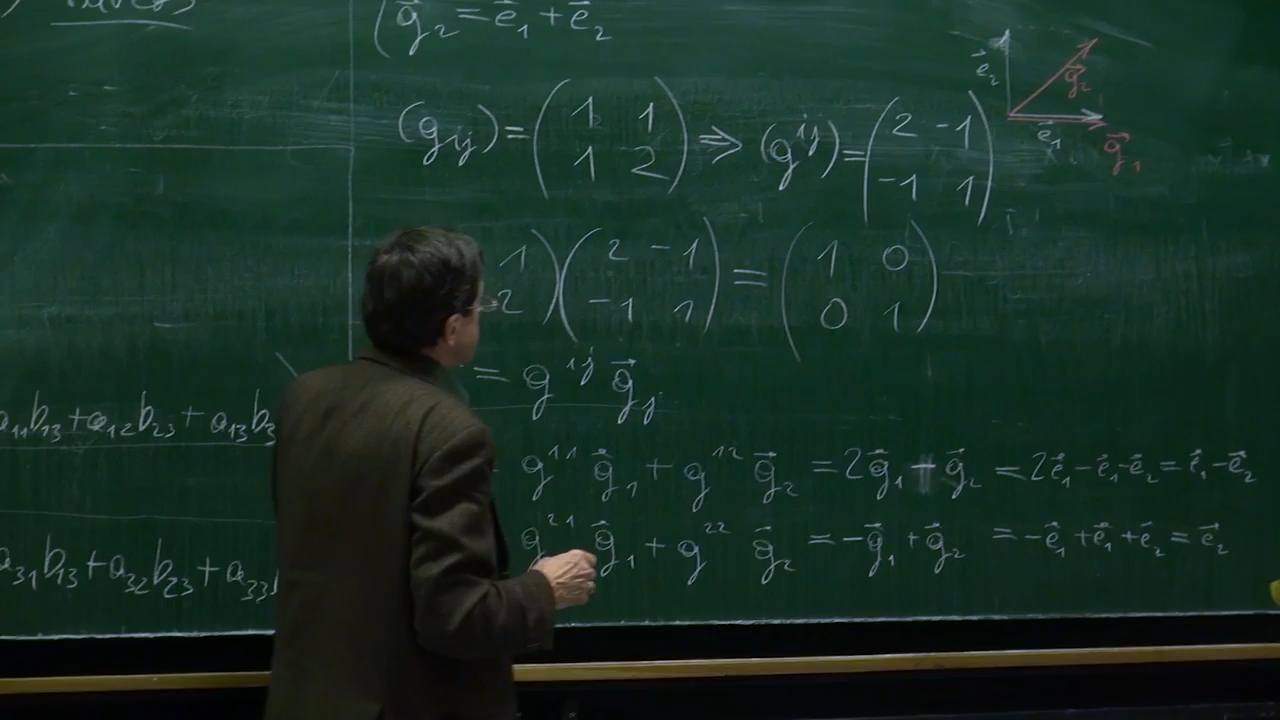 g⃗₂ = e⃗₁ + e⃗₂
e⃗₂ g⃗₂
e⃗₁ g⃗₁
(gᵢⱼ) = ( 1 1 ; 1 2 ) ⇒ (gⁱʲ) = ( 2 -1 ; -1 1 )
1 ; 2 ) ( 2 -1 ; -1 1 ) = ( 1 0 ; 0 1 )
= gⁱʲ g⃗ⱼ
a₁₁b₁₃ + a₁₂b₂₃ + a₁₃b₃
g¹¹ g⃗₁ + g¹² g⃗₂ = 2g⃗₁ + g⃗₂ = 2e⃗₁ - e⃗₁ - e⃗₂ = e⃗₁ - e⃗₂
g²¹ g⃗₁ + g²² g⃗₂ = -g⃗₁ + g⃗₂ = -e⃗₁ + e⃗₁ + e⃗₂ = e⃗₂
a₃₁b₁₃ + a₃₂b₂₃ + a₃₃